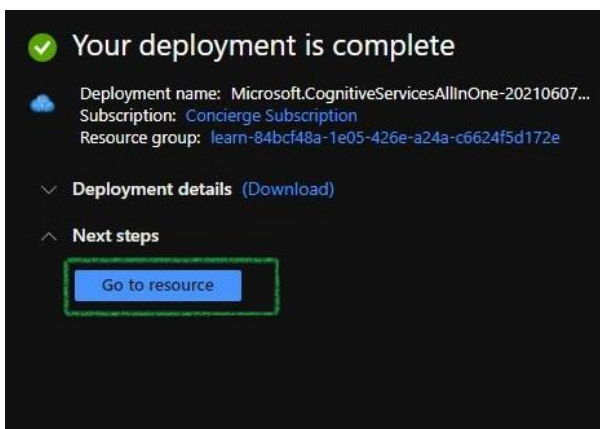 Your deployment is complete
Deployment name: Microsoft.CognitiveServicesAllInOne-20210607...
Subscription: Concierge Subscription
Resource group: learn-84bcf48a-1e05-426e-a24a-c6624f5d172e
Deployment details (Download)
Next steps
Go to resource